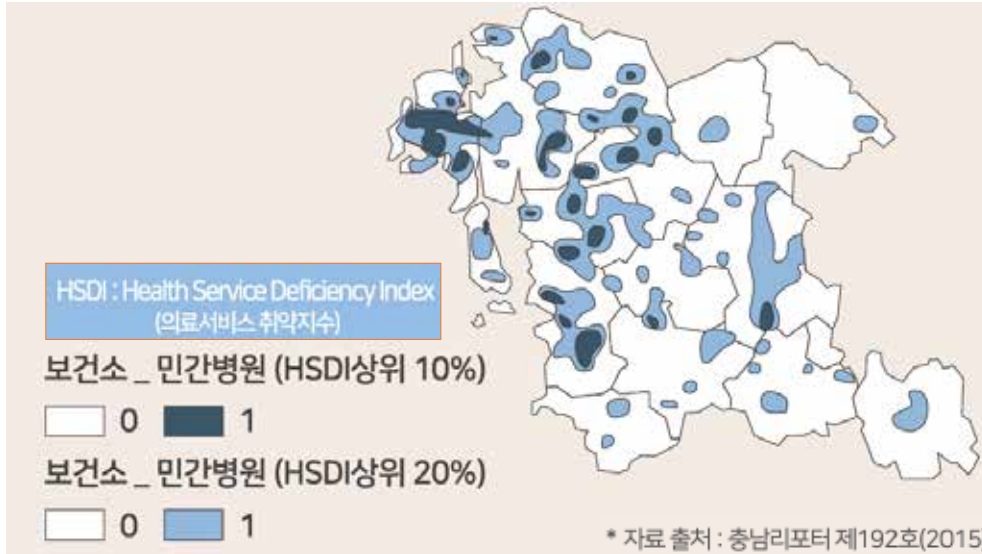 HSDI : Health Service Deficiency Index
(의료서비스 취약지수)
보건소 _ 민간병원 (HSDI상위 10%)
0 1
보건소 _ 민간병원 (HSDI상위 20%)
0 1
* 자료 출처 : 충남리포터 제192호(2015